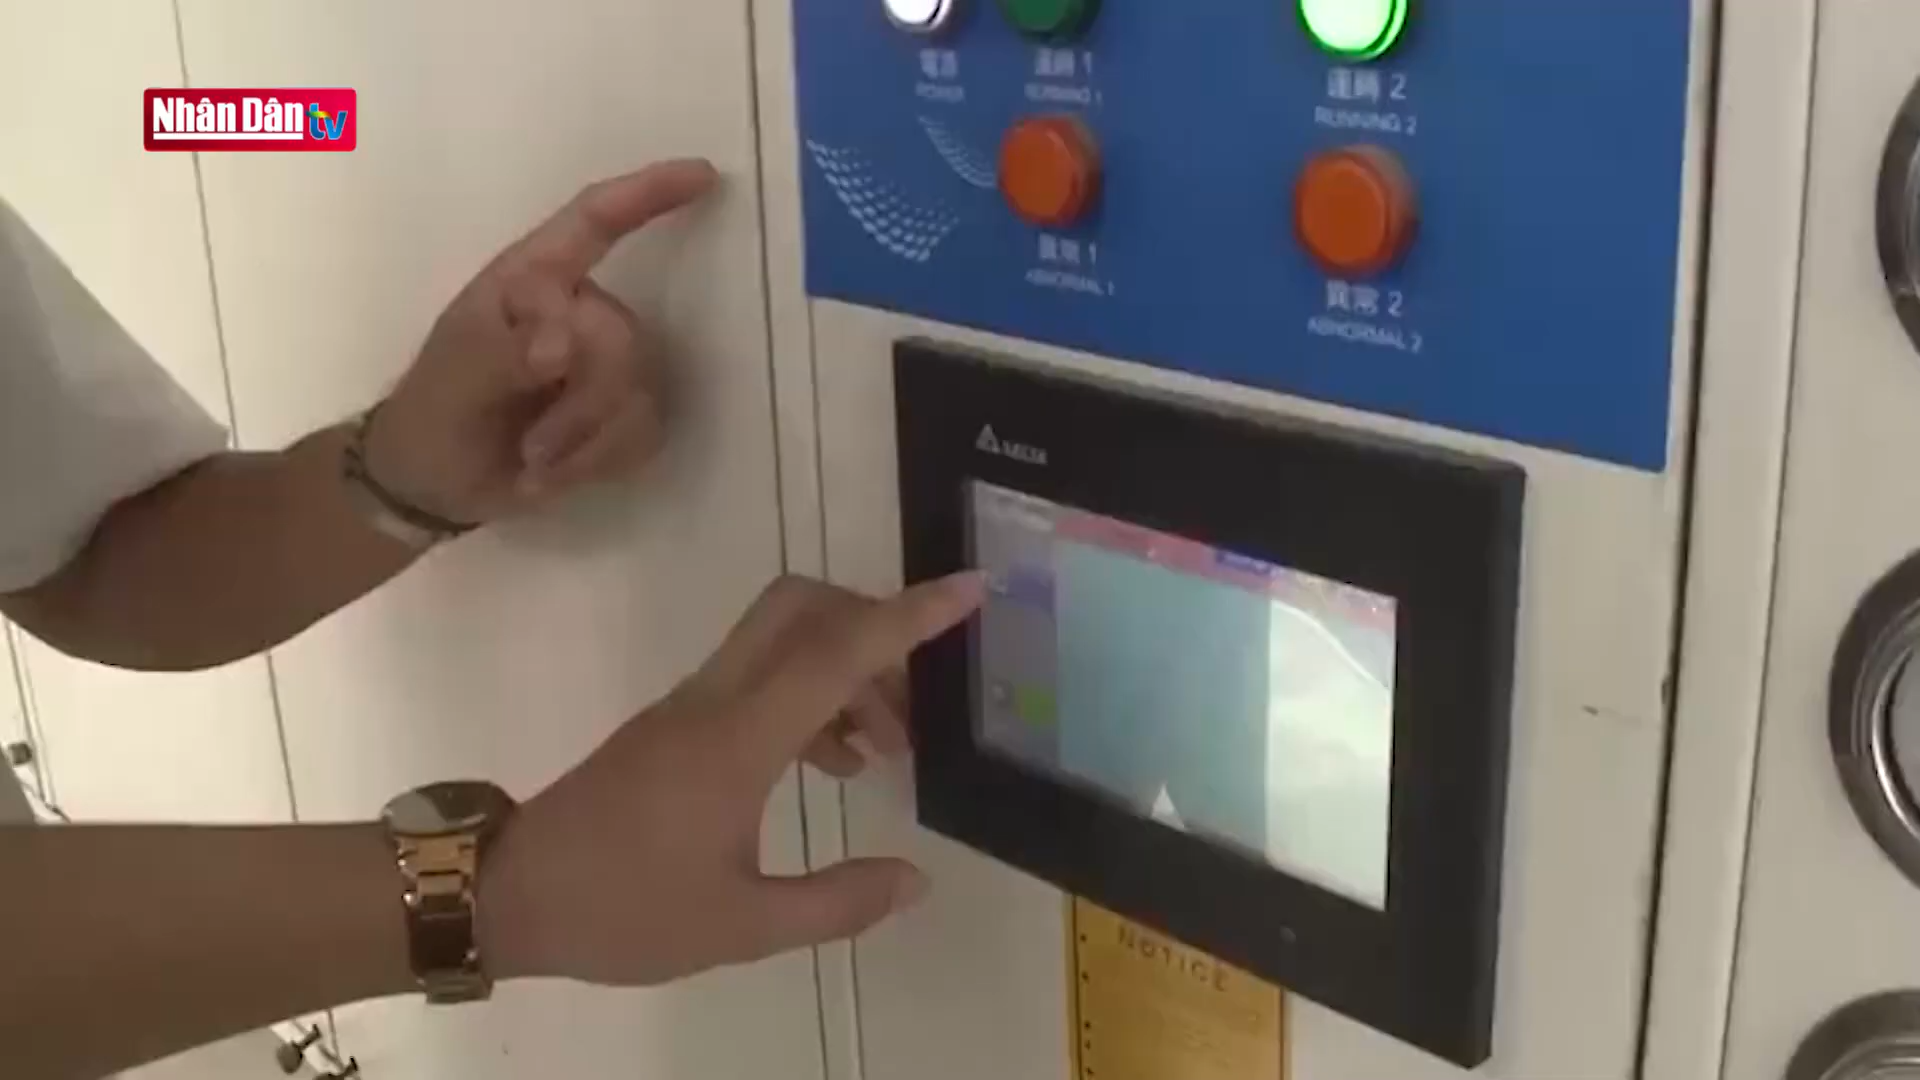 Nhân Dân tv
電源
POWER
運轉 1
RUNNING 1
運轉 2
RUNNING 2
異常 1
ABNORMAL 1
異常 2
ABNORMAL 2
DELTA
NOTICE